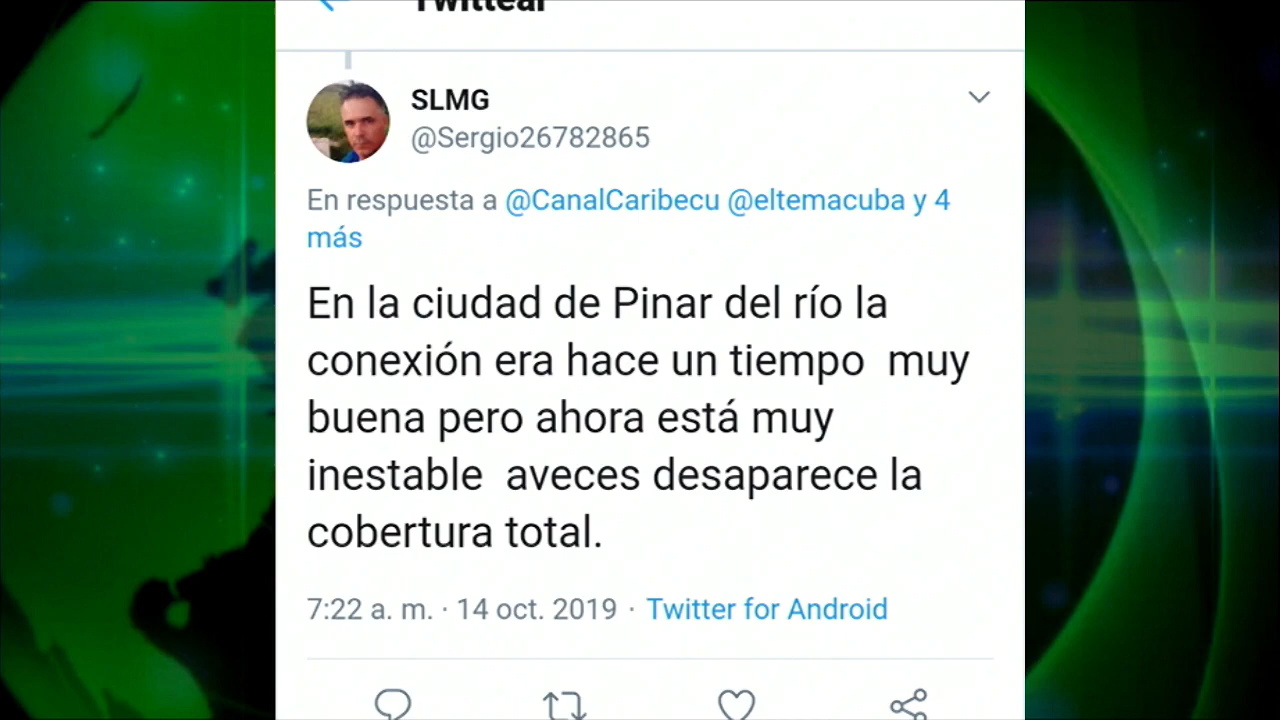 Twittear
SLMG
@Sergio26782865
En respuesta a @CanalCaribecu @eltemacuba y 4
más
En la ciudad de Pinar del río la
conexión era hace un tiempo  muy
buena pero ahora está muy
inestable  aveces desaparece la
cobertura total.
7:22 a. m. · 14 oct. 2019 · Twitter for Android